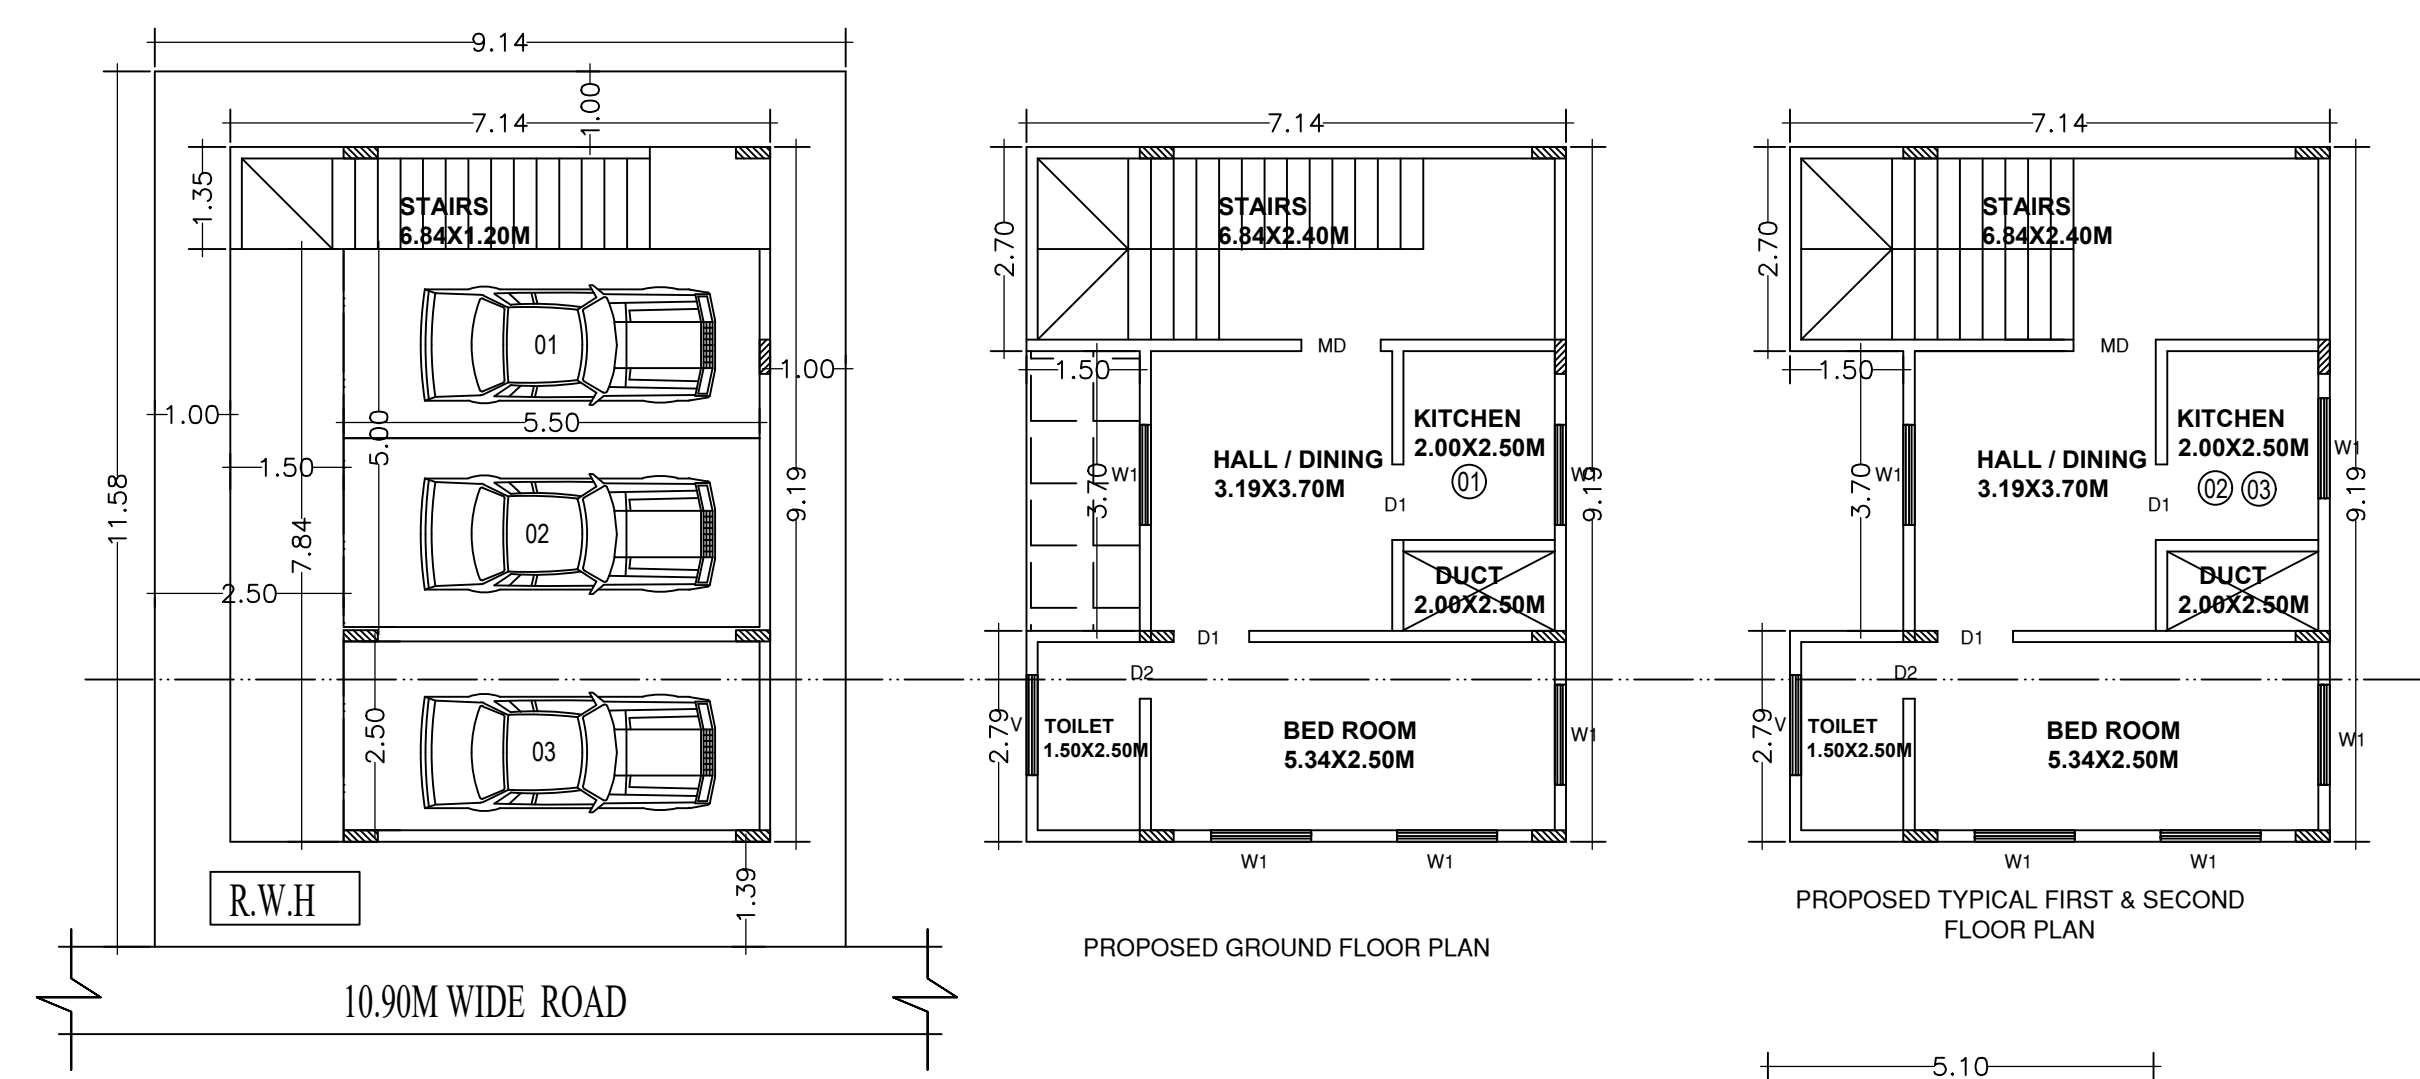 9.14
1.00
7.14
1.35
STAIRS
6.84X1.20M
01
1.00
1.00
5.50
5.00
1.50
11.58
9.19
02
7.84
2.50
2.50
03
1.39
R.W.H
10.90M WIDE ROAD
7.14
2.70
STAIRS
6.84X2.40M
MD
1.50
KITCHEN
2.00X2.50M
01
HALL / DINING
3.19X3.70M
3.70
W1
9.19
D1
DUCT
2.00X2.50M
D1
D2
2.79
V
TOILET
1.50X2.50M
BED ROOM
5.34X2.50M
W1
W1
W1
PROPOSED GROUND FLOOR PLAN
7.14
2.70
STAIRS
6.84X2.40M
MD
1.50
KITCHEN
2.00X2.50M
02 03
W1
HALL / DINING
3.19X3.70M
3.70
W1
9.19
D1
DUCT
2.00X2.50M
D1
D2
2.79
V
TOILET
1.50X2.50M
BED ROOM
5.34X2.50M
W1
W1
W1
PROPOSED TYPICAL FIRST & SECOND
FLOOR PLAN
5.10